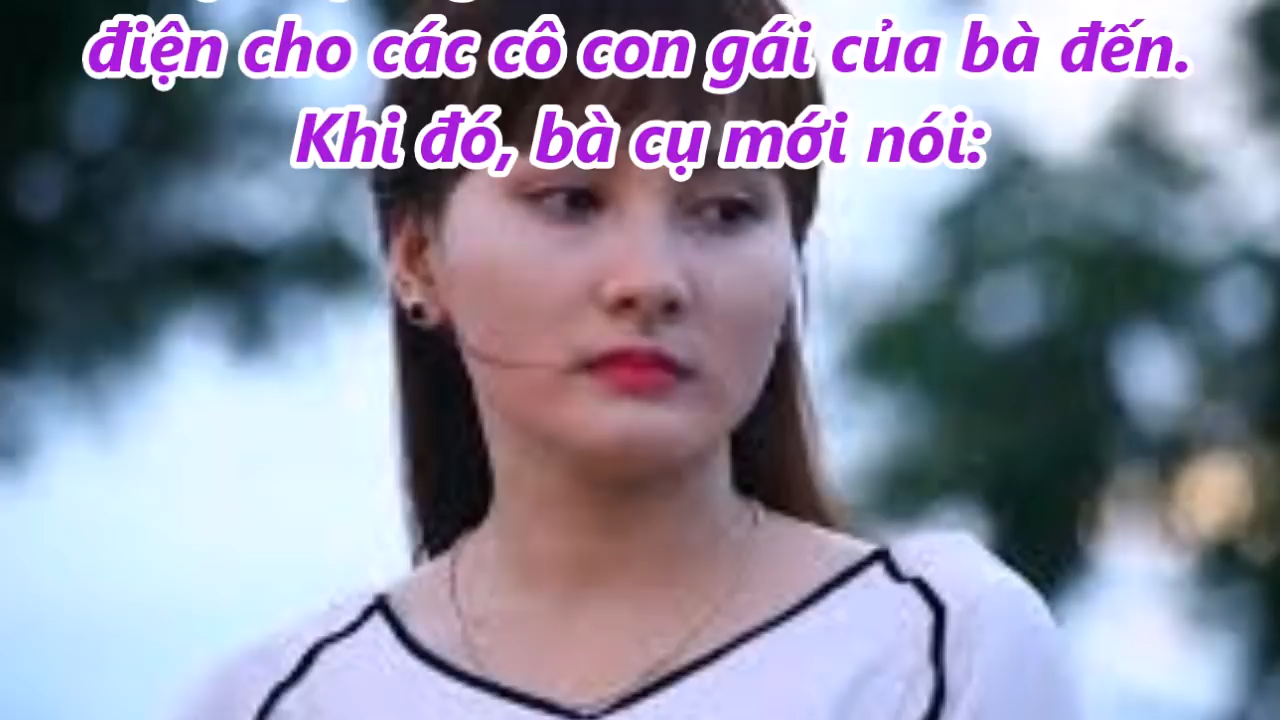 điện cho các cô con gái của bà đến.
Khi đó, bà cụ mới nói: